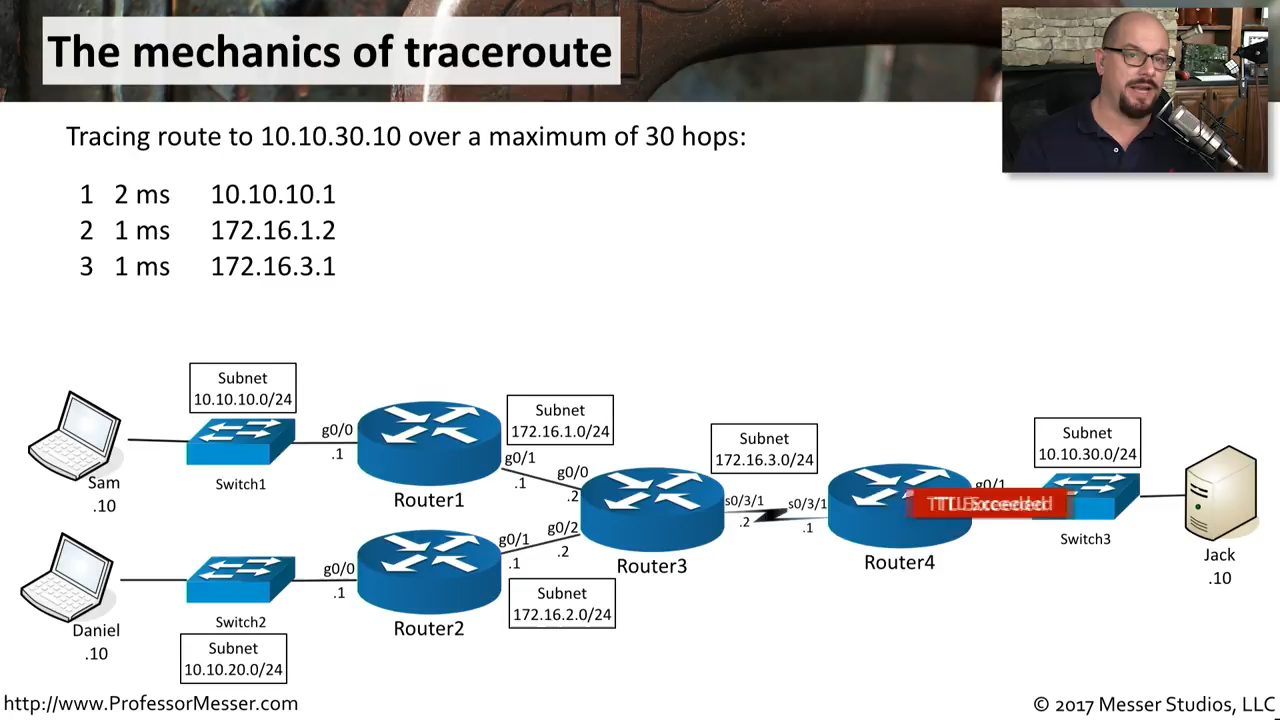 The mechanics of traceroute
Tracing route to 10.10.30.10 over a maximum of 30 hops:
1 2 ms 10.10.10.1
2 1 ms 172.16.1.2
3 1 ms 172.16.3.1
Subnet
10.10.10.0/24
Sam
.10
Switch1
g0/0
.1
Router1
Subnet
172.16.1.0/24
g0/1
.1
g0/0
.2
Daniel
.10
Switch2
Subnet
10.10.20.0/24
g0/0
.1
Router2
g0/1
.1
g0/2
.2
Subnet
172.16.2.0/24
Router3
Subnet
172.16.3.0/24
s0/3/1
.2
s0/3/1
.1
Router4
g0/1
TTL Exceeded
Subnet
10.10.30.0/24
Switch3
Jack
.10
http://www.ProfessorMesser.com
© 2017 Messer Studios, LLC